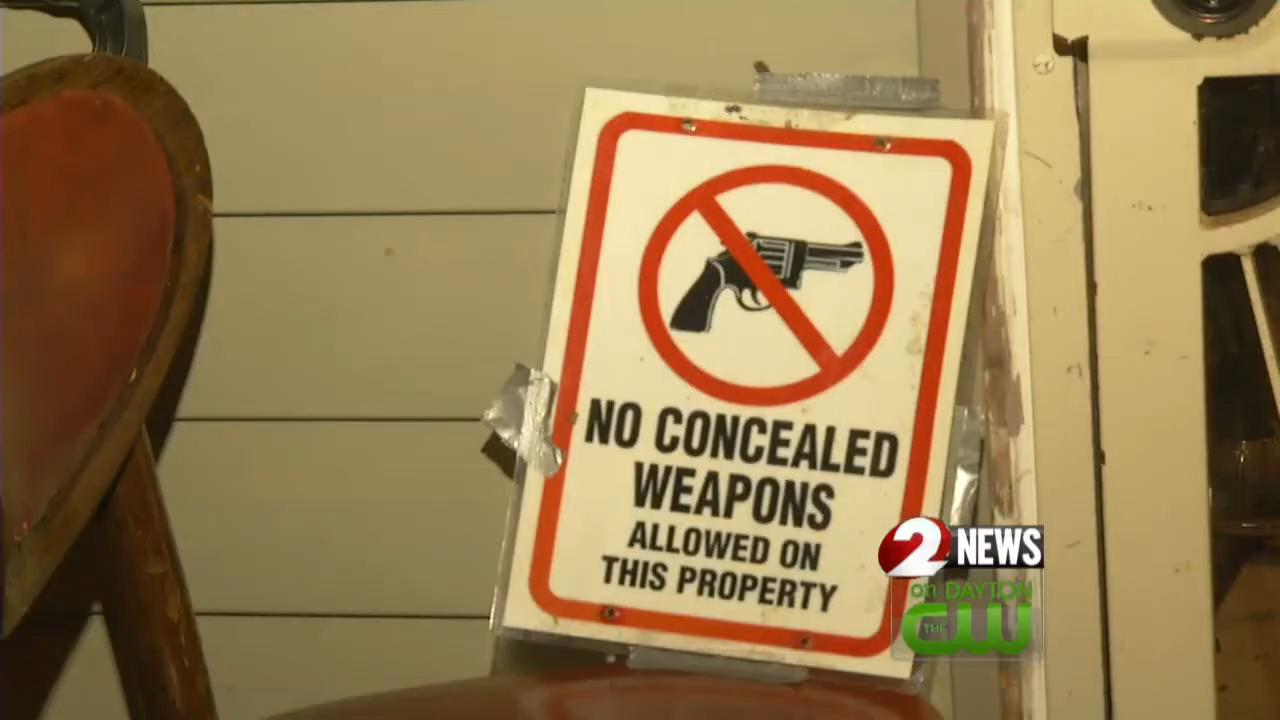 NO CONCEALED
WEAPONS
ALLOWED ON
THIS PROPERTY
2 NEWS
on DAYTON
THE CW